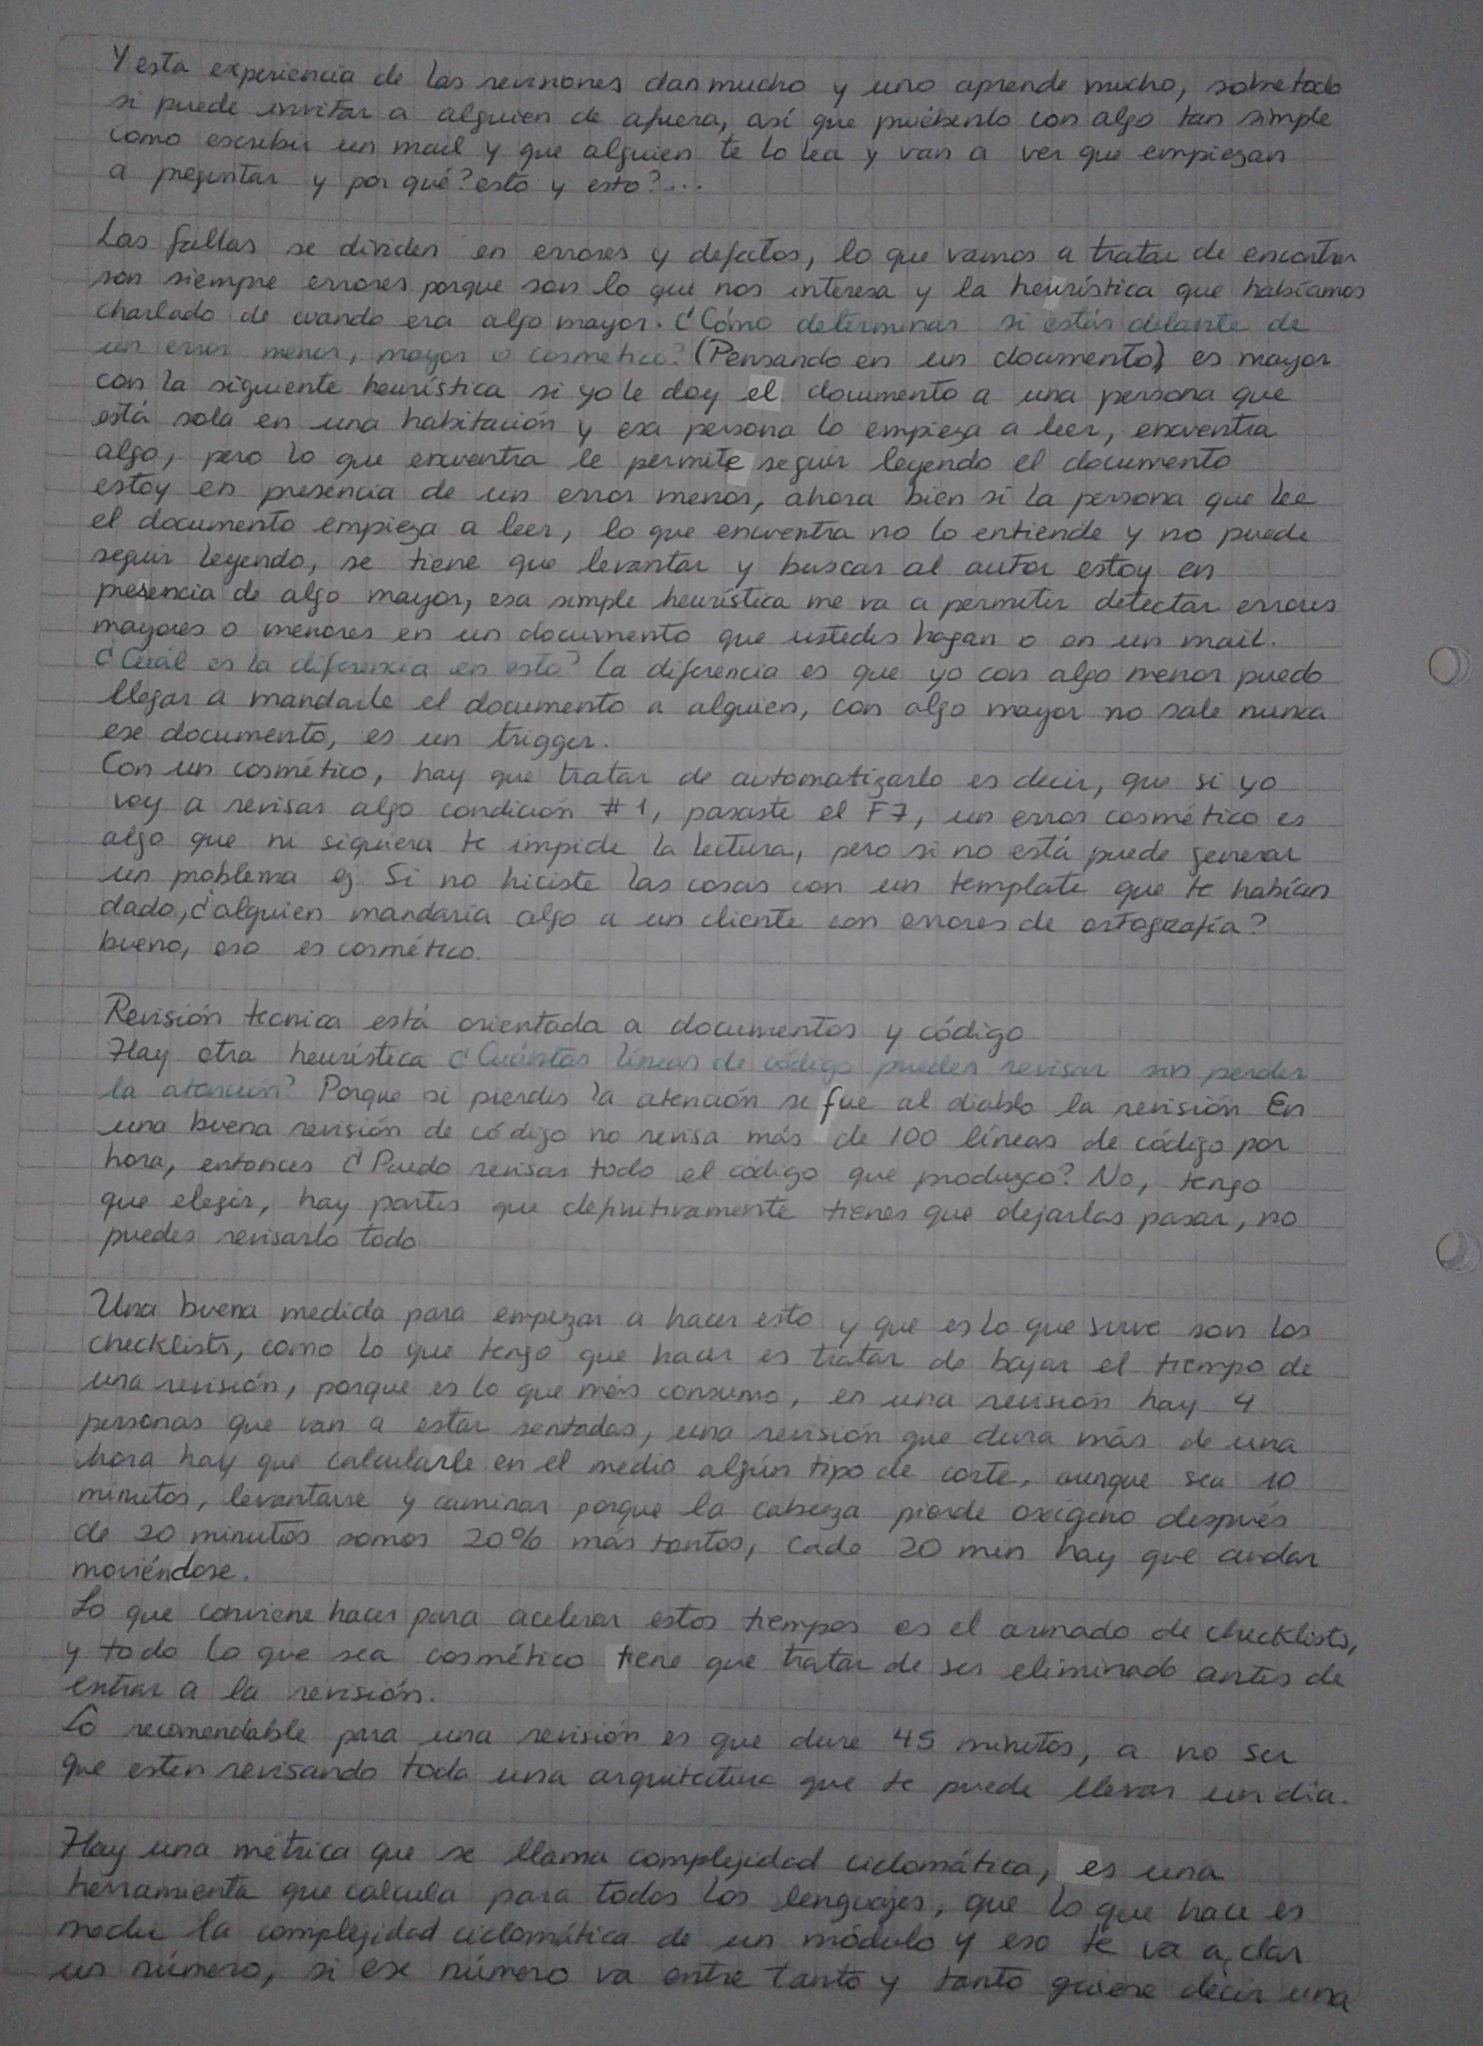 Y esta experiencia de las revisiones dan mucho y uno aprende mucho, sobre todo
si puede invitar a alguien de afuera, así que pruébenlo con algo tan simple
como escribir un mail y que alguien te lo lea y van a ver que empiezan
a preguntar y por qué? esto y esto?...
Las fallas se dividen en errores y defectos, lo que vamos a tratar de encontrar
son siempre errores porque son lo que nos interesa y la heurística que habíamos
charlado de cuando era algo mayor. ¿Cómo determinar si estás delante de
un error menor, mayor o cosmético? (Pensando en un documento) es mayor
con la siguiente heurística si yo le doy el documento a una persona que
está sola en una habitación y esa persona lo empieza a leer, encuentra
algo, pero lo que encuentra le permite seguir leyendo el documento
estoy en presencia de un error menor, ahora bien si la persona que lee
el documento empieza a leer, lo que encuentra no lo entiende y no puede
seguir leyendo, se tiene que levantar y buscar al autor estoy en
presencia de algo mayor, esa simple heurística me va a permitir detectar errores
mayores o menores en un documento que ustedes hagan o en un mail.
¿Cuál es la diferencia en esto? La diferencia es que yo con algo menor puedo
llegar a mandarle el documento a alguien, con algo mayor no sale nunca
ese documento, es un trigger.
Con un cosmético, hay que tratar de automatizarlo es decir, que si yo
voy a revisar algo condición #1, pasaste el F7, un error cosmético es
algo que ni siquiera te impide la lectura, pero si no está puede generar
un problema ej. Si no hiciste las cosas con un template que te habían
dado, ¿alguien mandaría algo a un cliente con errores de ortografía?
bueno, eso es cosmético.
Revisión tecnica está orientada a documentos y código
Hay otra heurística ¿Cuántas líneas de código puedes revisar sin perder
la atención? Porque si pierdes la atención se fue al diablo la revisión En
una buena revisión de código no revisa más de 100 líneas de código por
hora, entonces ¿Puedo revisar todo el código que produzco? No, tengo
que elegir, hay partes que definitivamente tienes que dejarlas pasar, no
puedes revisarlo todo
Una buena medida para empezar a hacer esto y que es lo que sirve son los
checklists, como lo que tengo que hacer es tratar de bajar el tiempo de
una revisión, porque es lo que más consumo, en una revisión hay 4
personas que van a estar sentadas, una revisión que dura más de una
hora hay que calcularle en el medio algún tipo de corte, aunque sea 10
minutos, levantarse y caminar porque la cabeza pierde oxígeno después
de 20 minutos somos 20% más tontos, cada 20 min hay que andar
moviéndose.
Lo que conviene hacer para acelerar estos tiempos es el armado de checklists,
y todo lo que sea cosmético tiene que tratar de ser eliminado antes de
entrar a la revisión.
Lo recomendable para una revisión es que dure 45 minutos, a no ser
que esten revisando toda una arquitectura que te puede llevar un día.
Hay una métrica que se llama complejidad ciclomática, es una
herramienta que calcula para todos los lenguajes, que lo que hace es
medir la complejidad ciclomática de un módulo y eso te va a dar
un número, si ese número va entre tanto y tanto quiere decir una